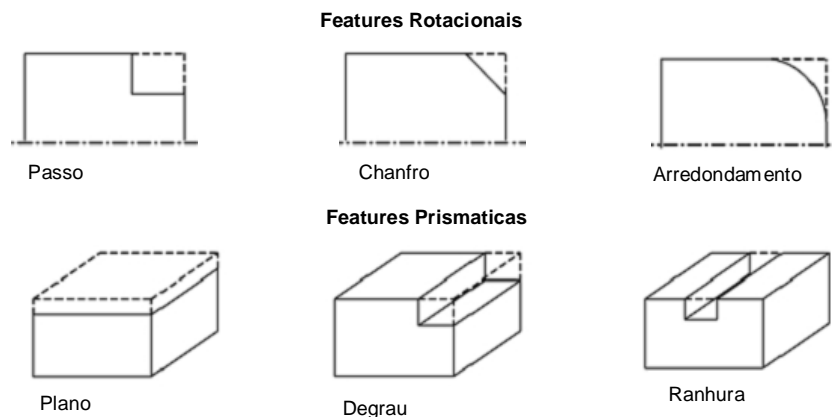 Features Rotacionais
Passo
Chanfro
Arredondamento
Features Prismaticas
Plano
Degrau
Ranhura